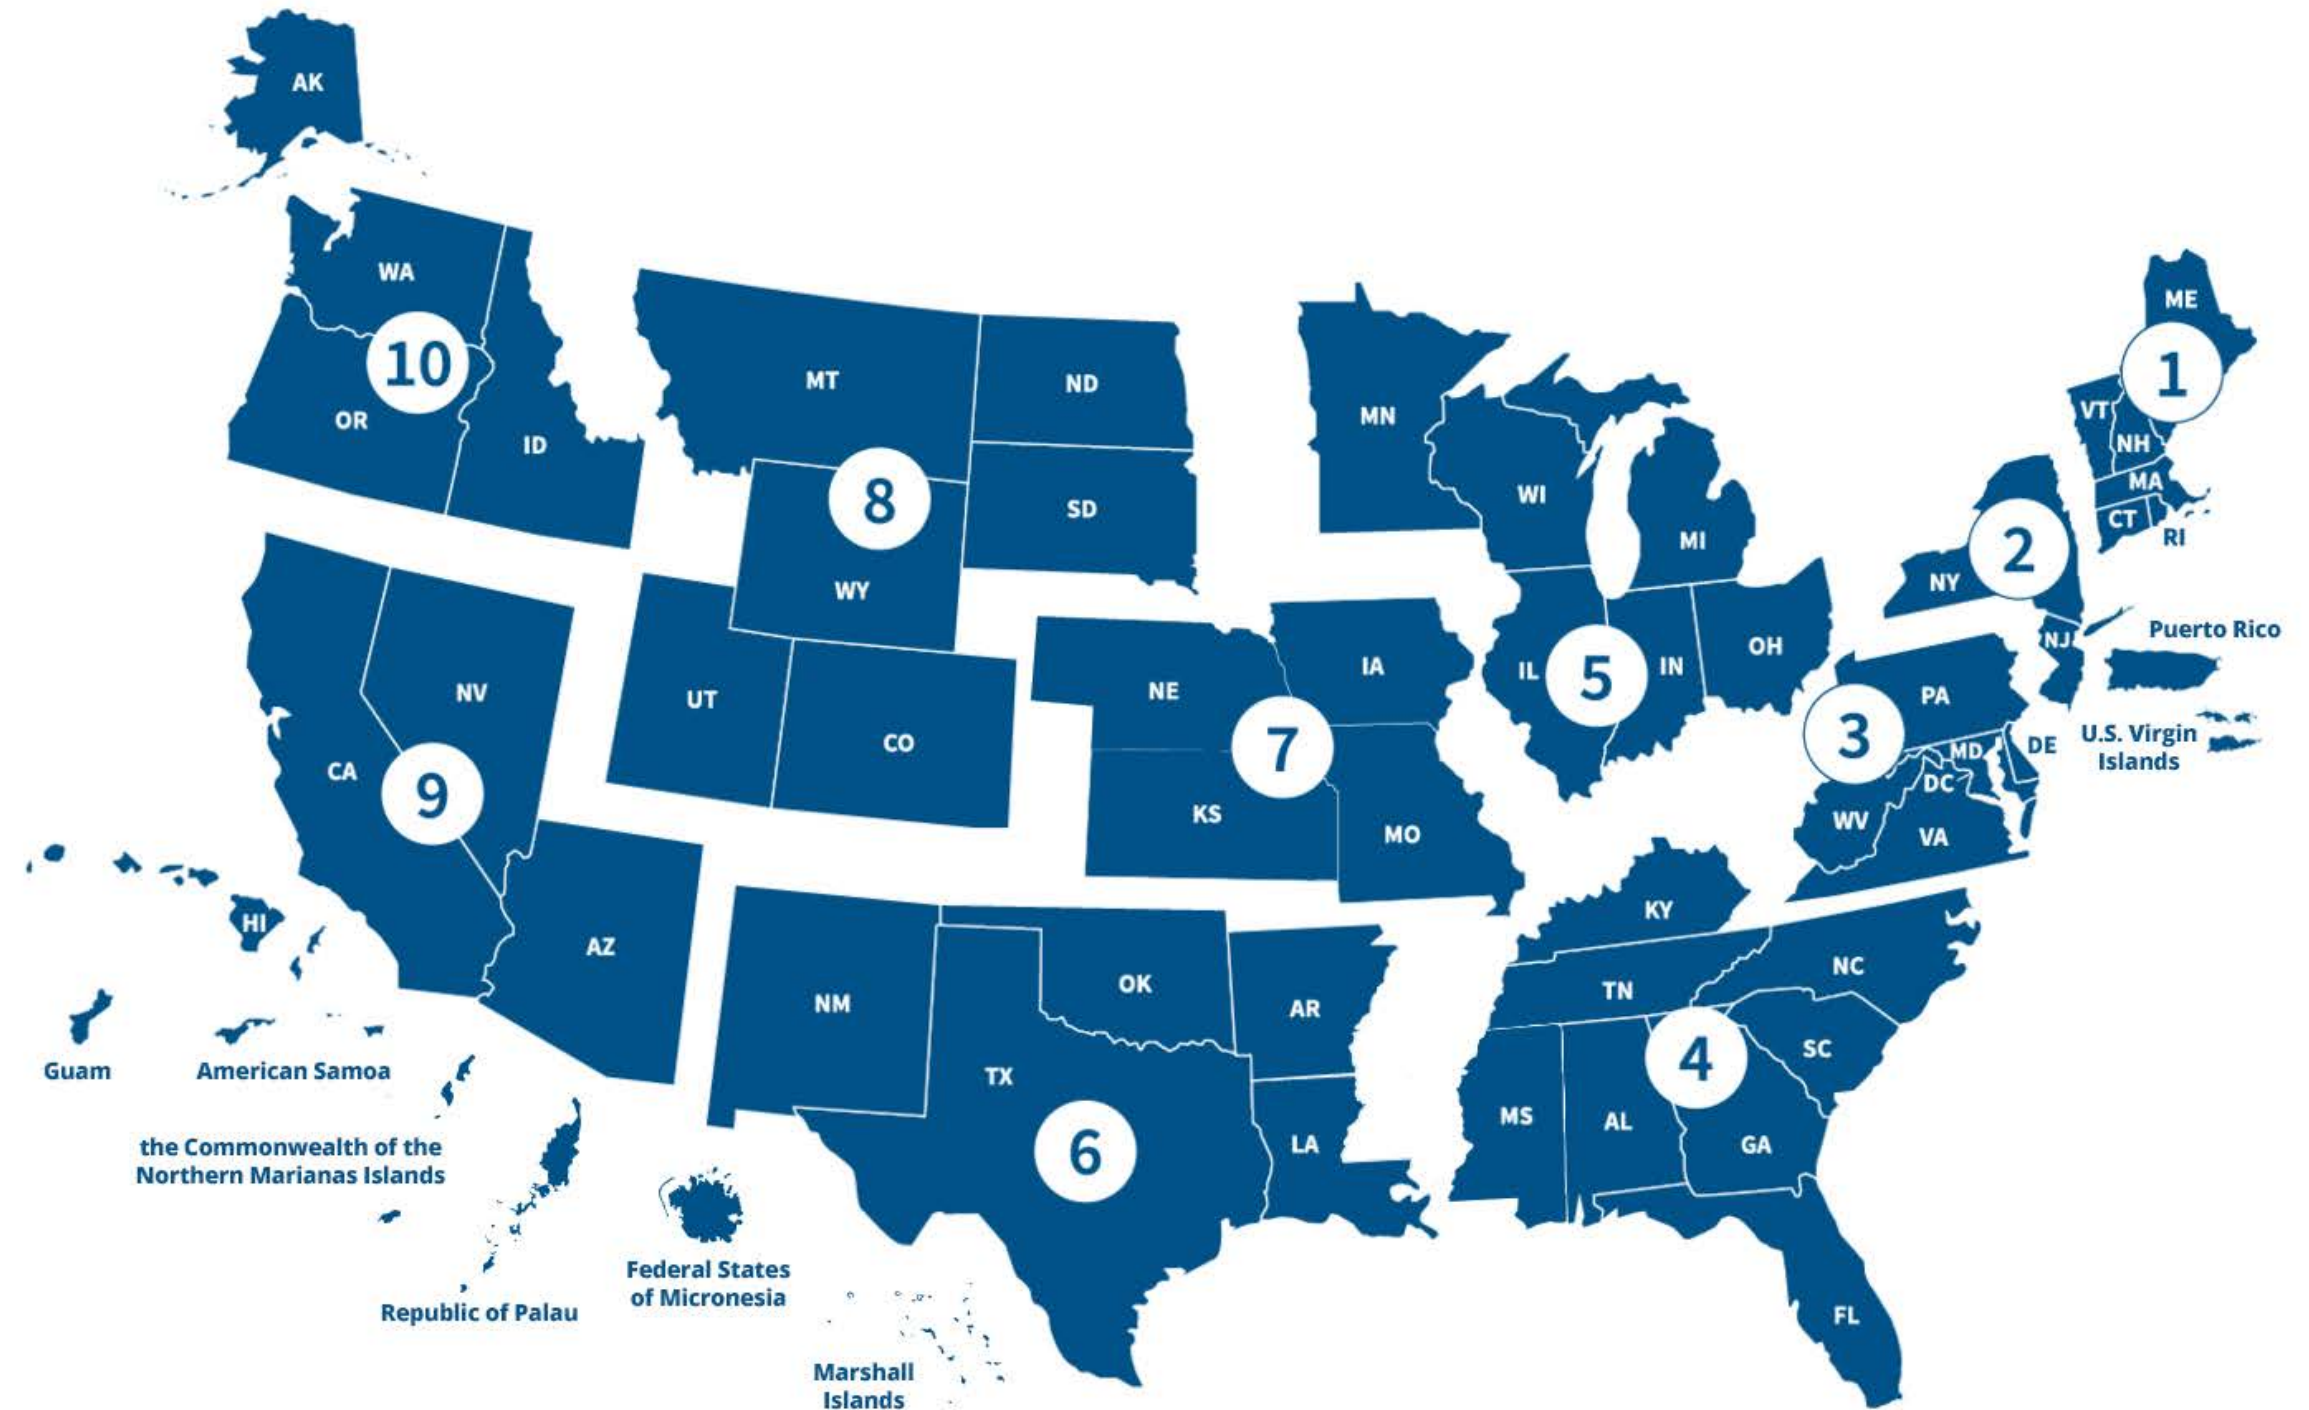 AK
WA
10
OR
ID
MT
ND
8
SD
WY
UT
CO
MN
WI
MI
IL
5
IN
OH
ME
1
VT
NH
MA
CT
RI
2
NY
NJ
Puerto Rico
U.S. Virgin
Islands
PA
3
MD
DE
DC
WV
VA
NV
CA
9
AZ
HI
NE
IA
7
KS
MO
NM
OK
AR
TX
6
LA
KY
TN
NC
4
SC
MS
AL
GA
FL
Guam
American Samoa
the Commonwealth of the
Northern Marianas Islands
Republic of Palau
Federal States
of Micronesia
Marshall
Islands